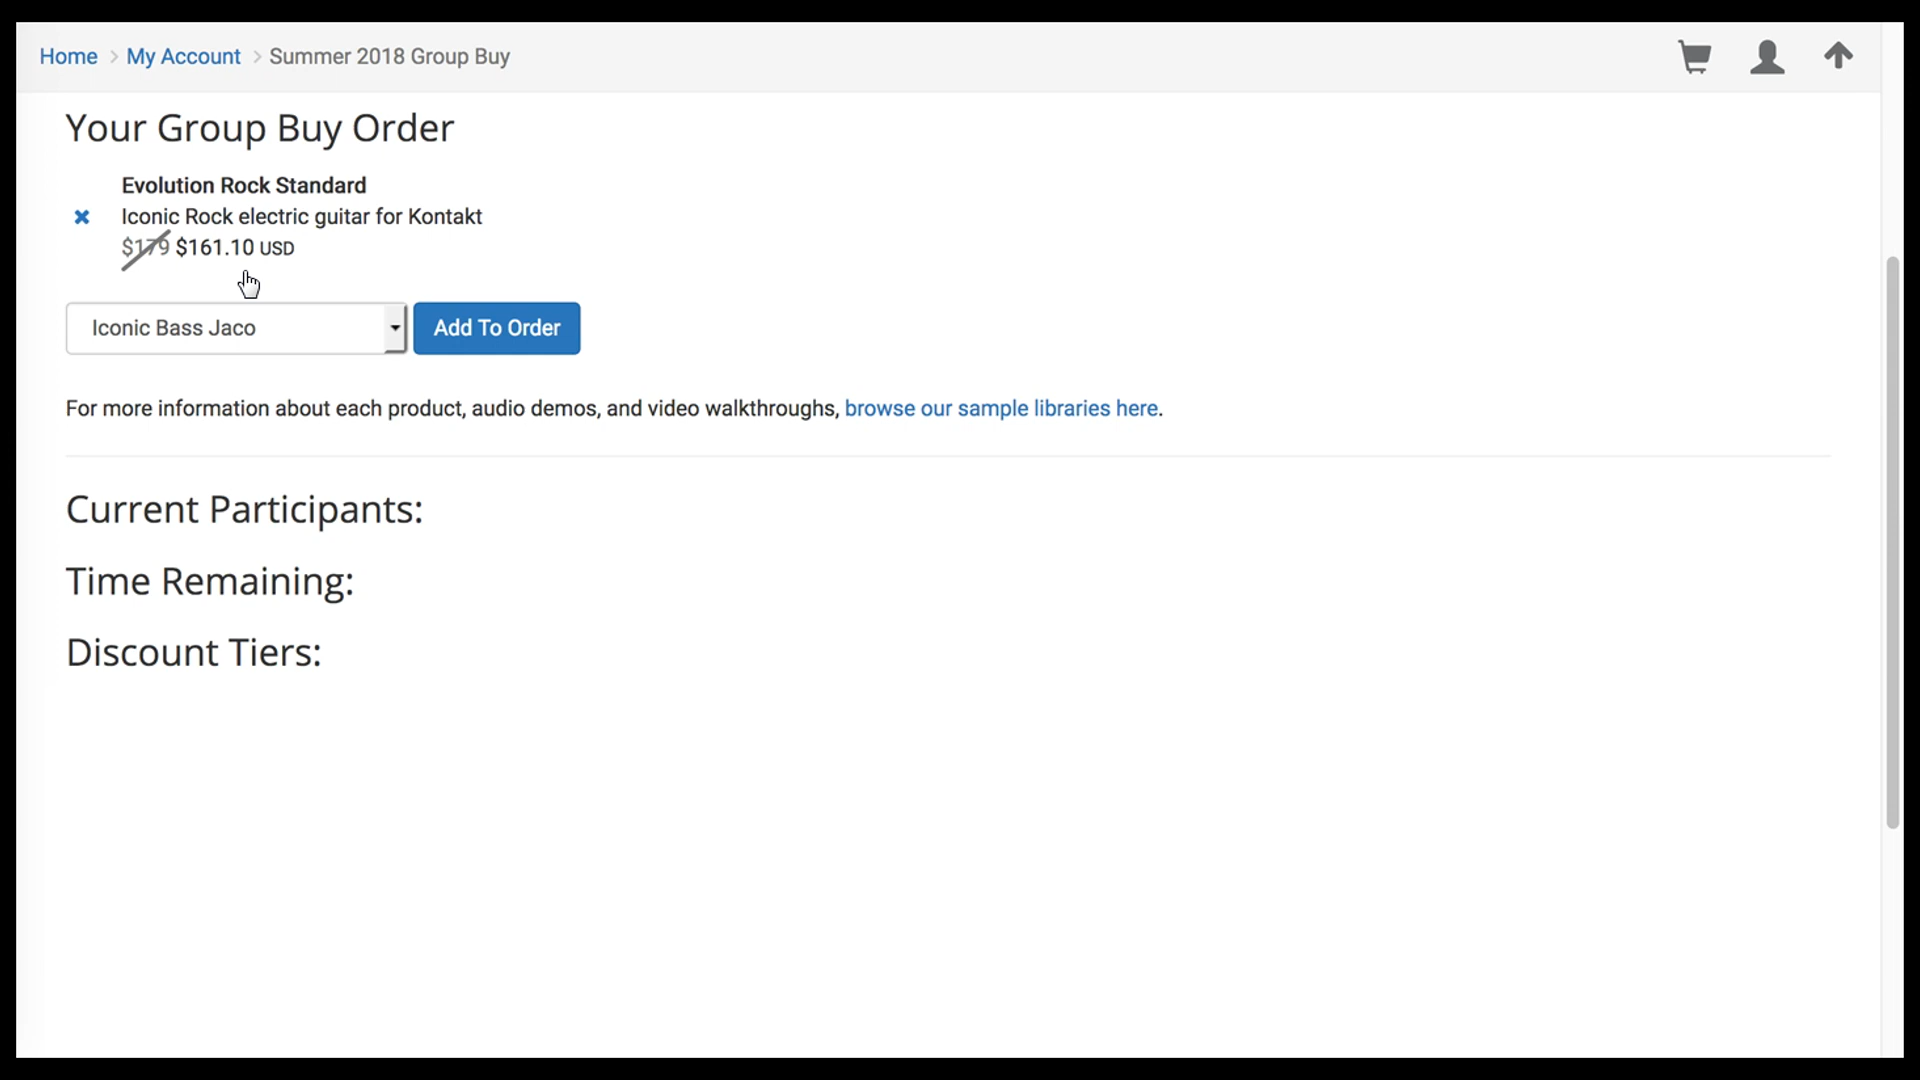 Home > My Account > Summer 2018 Group Buy
Your Group Buy Order
Evolution Rock Standard
Iconic Rock electric guitar for Kontakt
$179 $161.10 USD
Iconic Bass Jaco
Add To Order
For more information about each product, audio demos, and video walkthroughs, browse our sample libraries here.
Current Participants:
Time Remaining:
Discount Tiers: